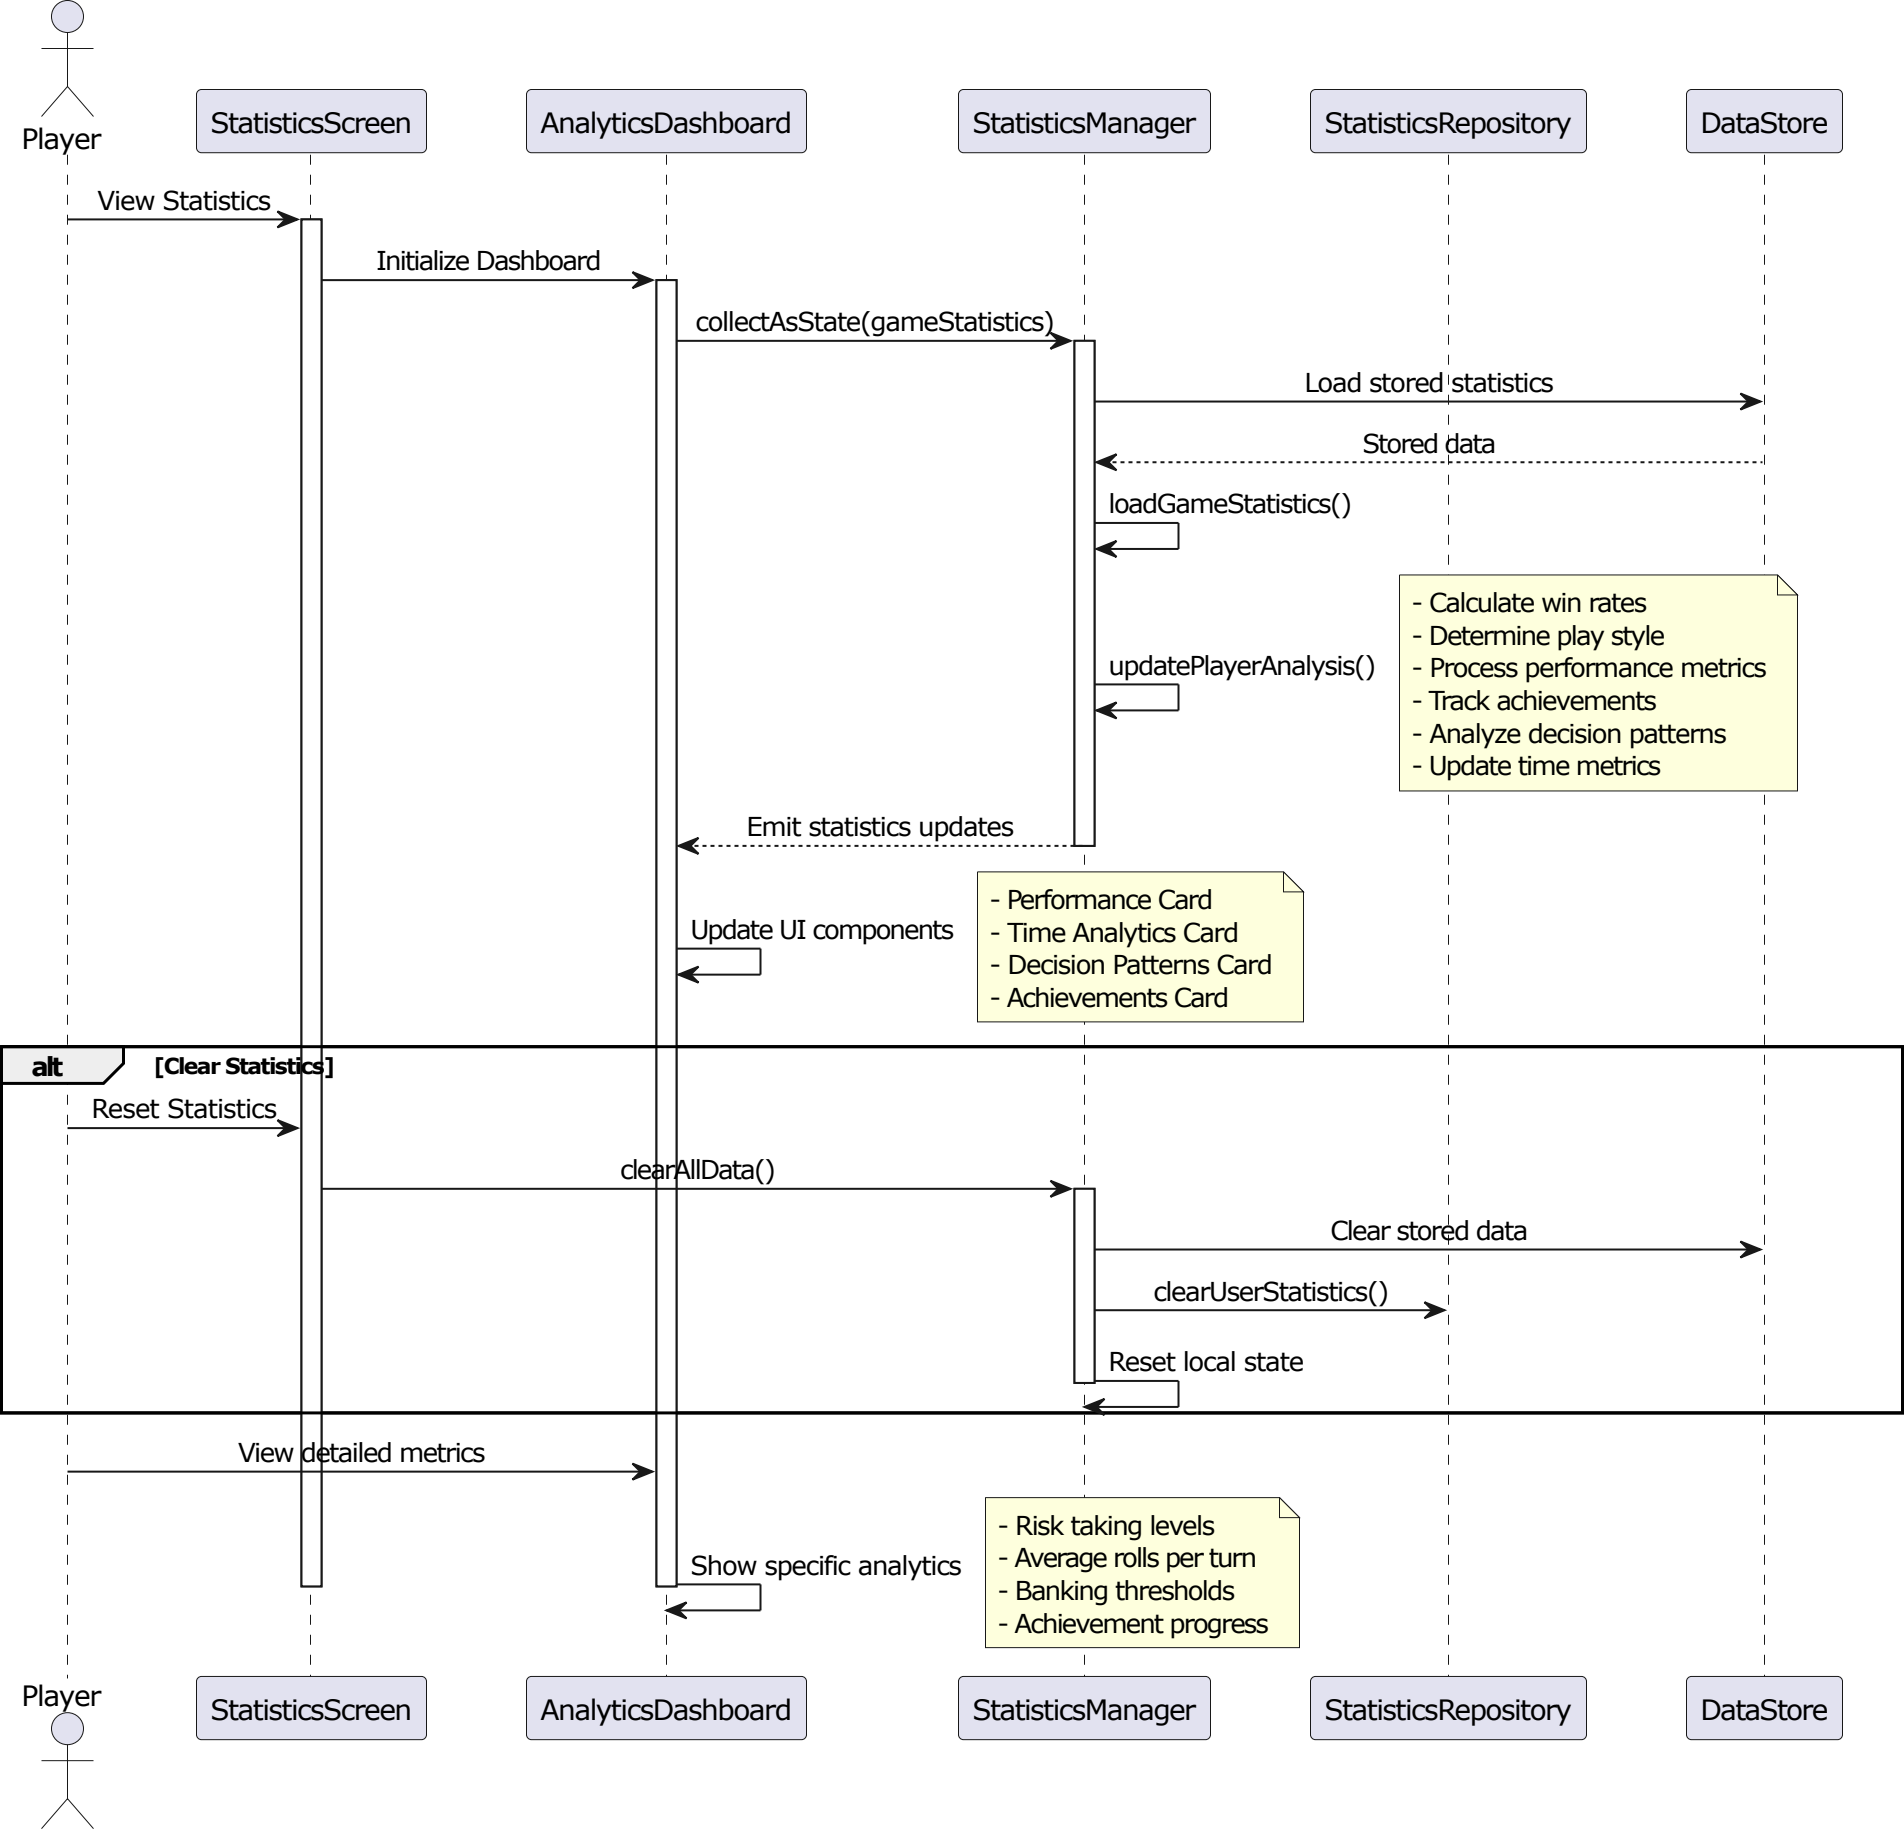 Player
StatisticsScreen
AnalyticsDashboard
StatisticsManager
StatisticsRepository
DataStore
View Statistics
Initialize Dashboard
collectAsState(gameStatistics)
Load stored statistics
Stored data
loadGameStatistics()
- Calculate win rates
- Determine play style
- Process performance metrics
- Track achievements
- Analyze decision patterns
- Update time metrics
updatePlayerAnalysis()
Emit statistics updates
- Performance Card
- Time Analytics Card
- Decision Patterns Card
- Achievements Card
Update UI components
alt
[Clear Statistics]
Reset Statistics
clearAllData()
Clear stored data
clearUserStatistics()
Reset local state
View detailed metrics
- Risk taking levels
- Average rolls per turn
- Banking thresholds
- Achievement progress
Show specific analytics
Player
StatisticsScreen
AnalyticsDashboard
StatisticsManager
StatisticsRepository
DataStore